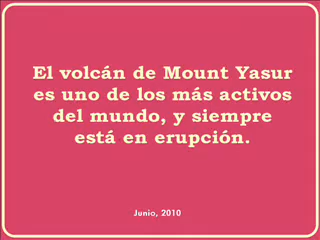 El volcán de Mount Yasur
es uno de los más activos
del mundo, y siempre
está en erupción.
Junio, 2010